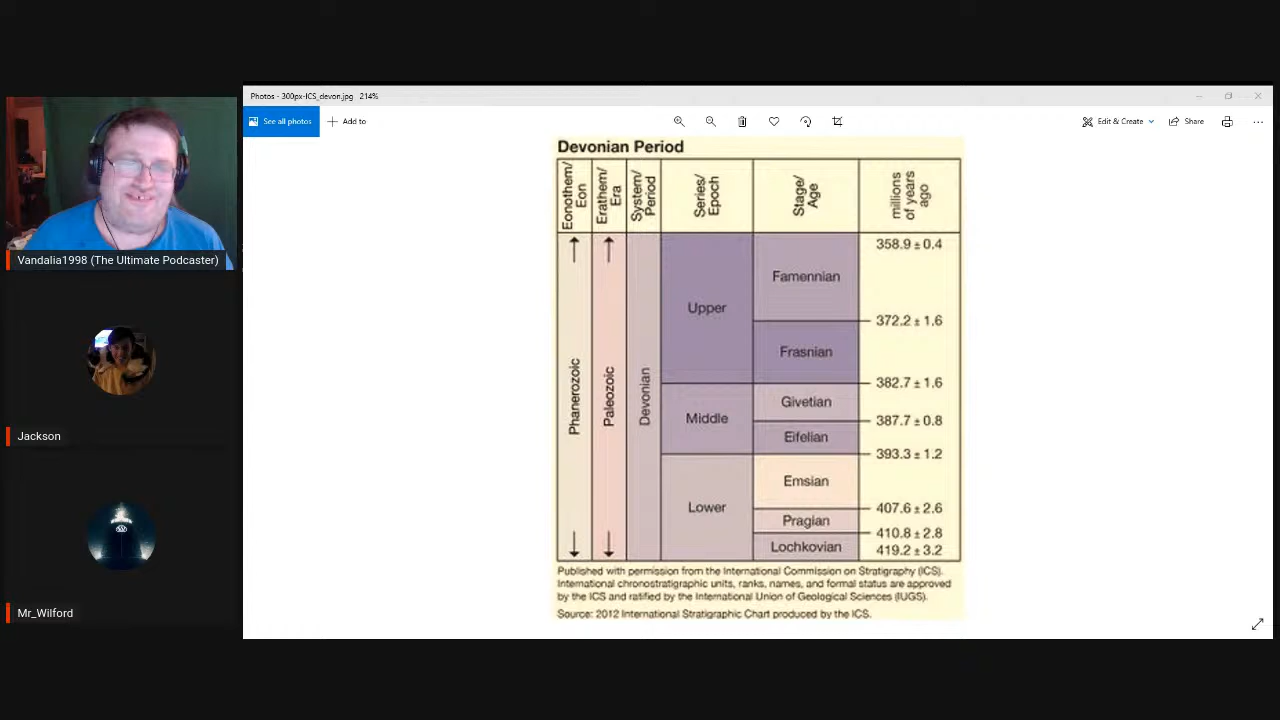 Photos - 300px-ICS_devon.jpg 214%
See all photos
Add to
Edit & Create
Share
Vandalia1998 (The Ultimate Podcaster)
Jackson
Mr_Wilford
Devonian Period
Eonothem/
Eon
Erathem/
Era
System/
Period
Series/
Epoch
Stage/
Age
millions
of years
ago
Phanerozoic
Paleozoic
Devonian
Upper
Famennian
358.9 ± 0.4
372.2 ± 1.6
Frasnian
382.7 ± 1.6
Middle
Givetian
387.7 ± 0.8
Eifelian
393.3 ± 1.2
Lower
Emsian
407.6 ± 2.6
Pragian
410.8 ± 2.8
Lochkovian
419.2 ± 3.2
Published with permission from the International Commission on Stratigraphy (ICS).
International chronostratigraphic units, ranks, names, and formal status are approved
by the ICS and ratified by the International Union of Geological Sciences (IUGS).
Source: 2012 International Stratigraphic Chart produced by the ICS.